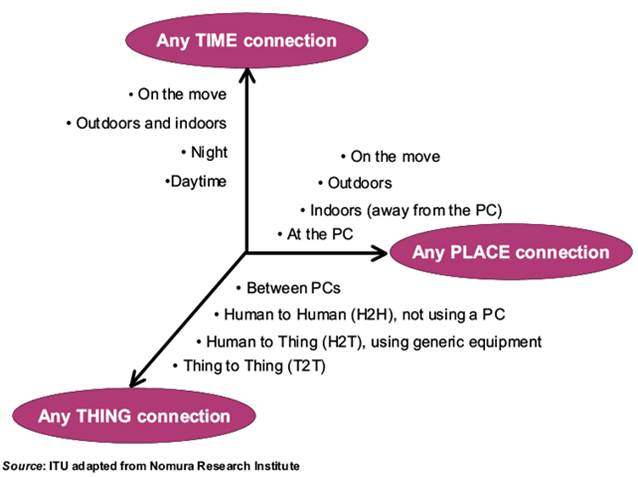 Any TIME connection
• On the move
• Outdoors and indoors
• Night
•Daytime
• On the move
• Outdoors
• Indoors (away from the PC)
• At the PC
Any PLACE connection
• Between PCs
• Human to Human (H2H), not using a PC
• Human to Thing (H2T), using generic equipment
• Thing to Thing (T2T)
Any THING connection
Source: ITU adapted from Nomura Research Institute